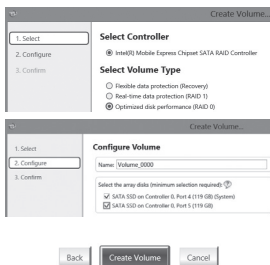 Create Volume...
1. Select
2. Configure
3. Confirm
Select Controller
Intel(R) Mobile Express Chipset SATA RAID Controller
Select Volume Type
Flexible data protection (Recovery)
Real-time data protection (RAID 1)
Optimized disk performance (RAID 0)
Create Volume...
1. Select
2. Configure
3. Confirm
Configure Volume
Name: Volume_0000
Select the array disks (minimum selection required): ?
SATA SSD on Controller 0, Port 4 (119 GB) (System)
SATA SSD on Controller 0, Port 5 (119 GB)
Back Create Volume Cancel